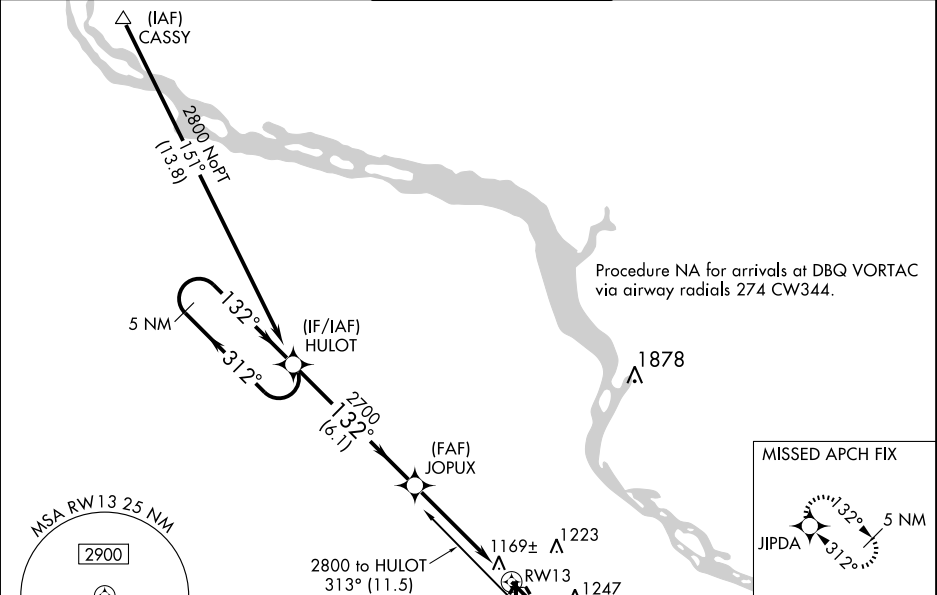 (IAF)
CASSY
2800 NoPT
151°
(13.8)
Procedure NA for arrivals at DBQ VORTAC
via airway radials 274 CW344.
132°
5 NM
(IF/IAF)
HULOT
312°
1878
2700
132°
(6.1)
(FAF)
JOPUX
MISSED APCH FIX
132°
5 NM
JIPDA
312°
MSA RW13 25 NM
2900
1169±
1223
2800 to HULOT
313° (11.5)
RW13
1247